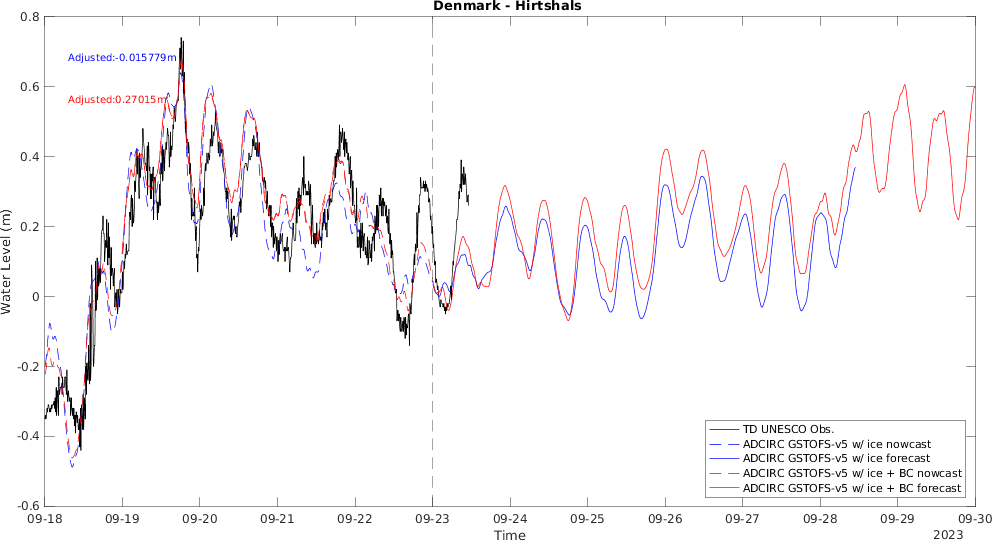 Denmark - Hirtshals
Adjusted:-0.015779m
Adjusted:0.27015m
Water Level (m)
0.8
0.6
0.4
0.2
0
-0.2
-0.4
-0.6
09-18
09-19
09-20
09-21
09-22
09-23
09-24
09-25
09-26
09-27
09-28
09-29
09-30
Time
2023
TD UNESCO Obs.
ADCIRC GSTOFS-v5 w/ ice nowcast
ADCIRC GSTOFS-v5 w/ ice forecast
ADCIRC GSTOFS-v5 w/ ice + BC nowcast
ADCIRC GSTOFS-v5 w/ ice + BC forecast